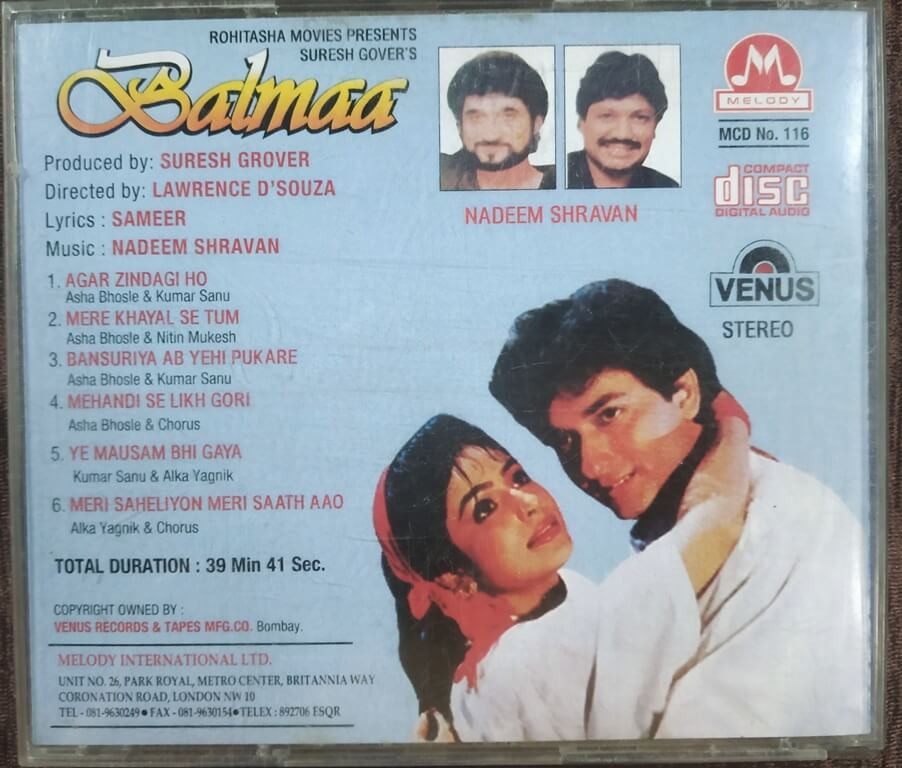 ROHITASHA MOVIES PRESENTS
SURESH GOVER'S
Balmaa
Produced by: SURESH GROVER
Directed by: LAWRENCE D'SOUZA
Lyrics : SAMEER
Music : NADEEM SHRAVAN
NADEEM SHRAVAN
MELODY
MCD No. 116
COMPACT
disc
DIGITAL AUDIO
VENUS
STEREO
1. AGAR ZINDAGI HO
Asha Bhosle & Kumar Sanu
2. MERE KHAYAL SE TUM
Asha Bhosle & Nitin Mukesh
3. BANSURIYA AB YEHI PUKARE
Asha Bhosle & Kumar Sanu
4. MEHANDI SE LIKH GORI
Asha Bhosle & Chorus
5. YE MAUSAM BHI GAYA
Kumar Sanu & Alka Yagnik
6. MERI SAHELIYON MERI SAATH AAO
Alka Yagnik & Chorus
TOTAL DURATION : 39 Min 41 Sec.
COPYRIGHT OWNED BY :
VENUS RECORDS & TAPES MFG.CO. Bombay.
MELODY INTERNATIONAL LTD.
UNIT NO. 26, PARK ROYAL, METRO CENTER, BRITANNIA WAY
CORONATION ROAD, LONDON NW 10
TEL - 081-9630249 ● FAX - 081-9630154 ● TELEX : 892706 ESQR